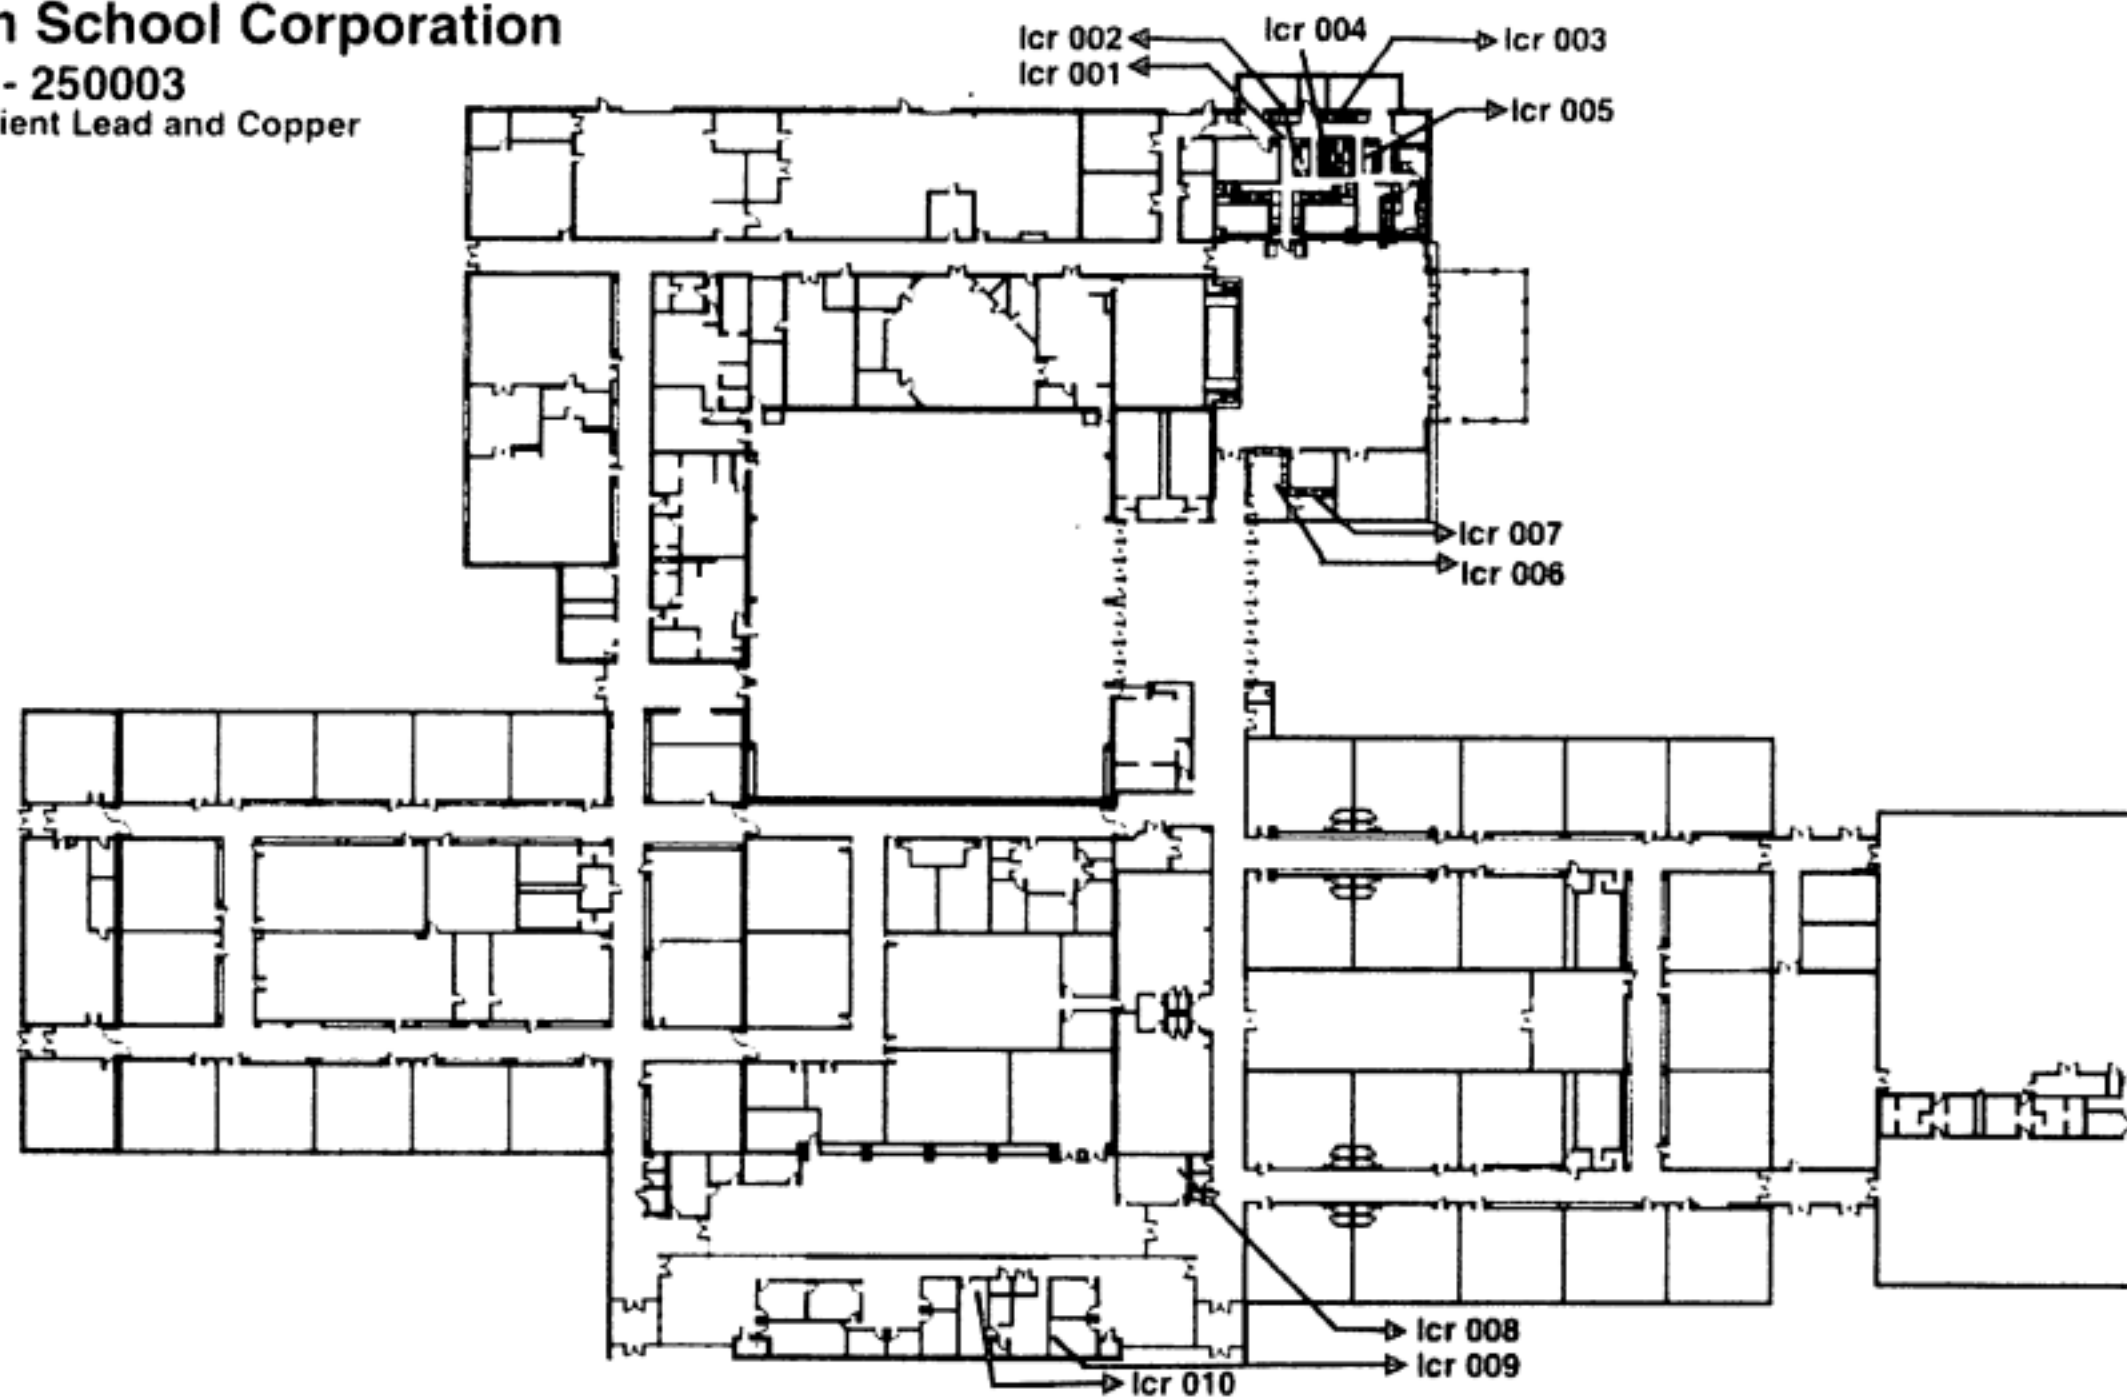 School Corporation
- 250003
ient Lead and Copper
lcr 002
lcr 004
lcr 003
lcr 001
lcr 005
lcr 007
lcr 006
lcr 008
lcr 009
lcr 010